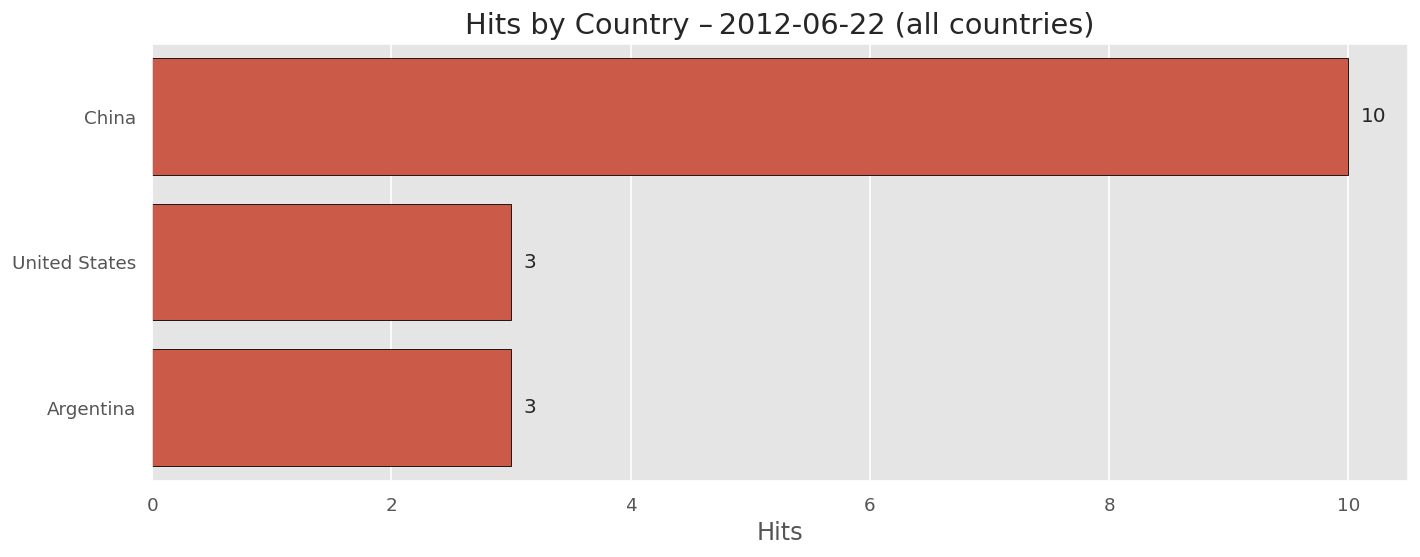 Hits by Country – 2012-06-22 (all countries)
China
10
United States
3
Argentina
3
0 2 4 6 8 10
Hits